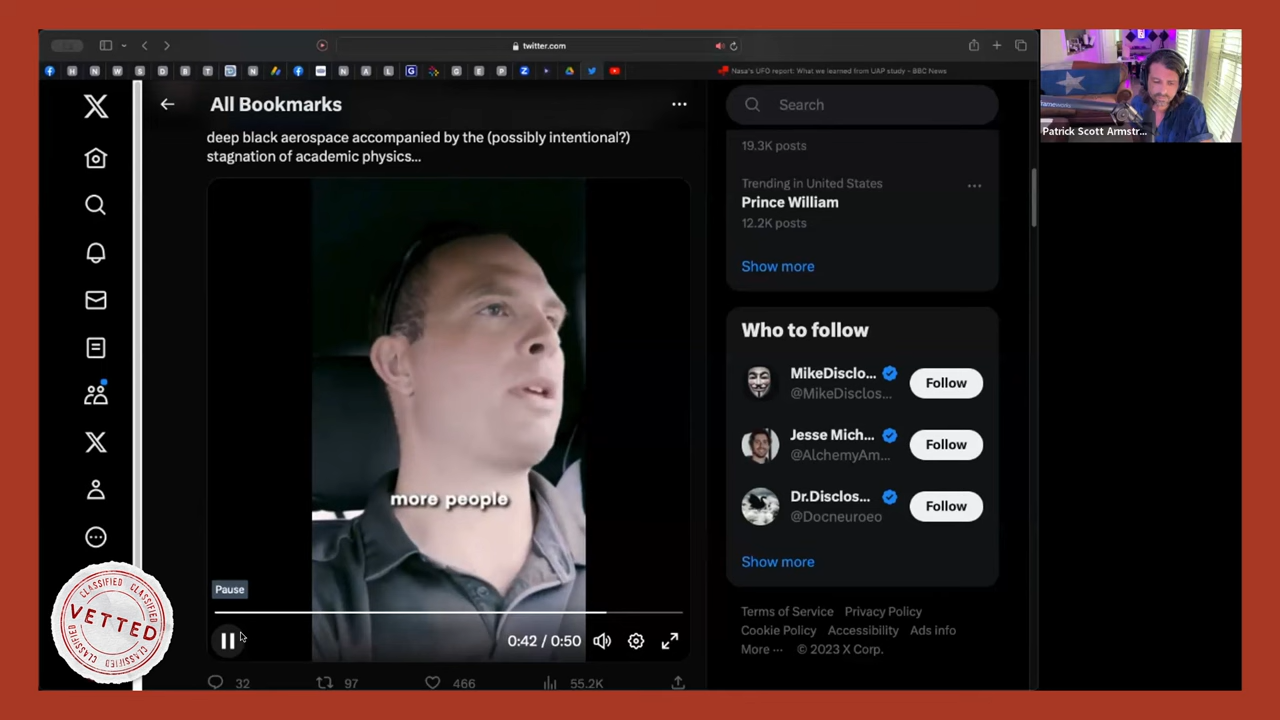 twitter.com
Nasa's UFO report: What we learned from UAP study - BBC News
Patrick Scott Armstr...
All Bookmarks
deep black aerospace accompanied by the (possibly intentional?)
stagnation of academic physics...
more people
Pause
0:42 / 0:50
32
97
466
55.2K
Search
19.3K posts
Trending in United States
Prince William
12.2K posts
Show more
Who to follow
MikeDisclo...
@MikeDisclos...
Follow
Jesse Mich...
@AlchemyAm...
Follow
Dr.Disclos...
@Docneuroeo
Follow
Show more
Terms of Service Privacy Policy
Cookie Policy Accessibility Ads info
More ... © 2023 X Corp.
CLASSIFIED
VETTED
CLASSIFIED